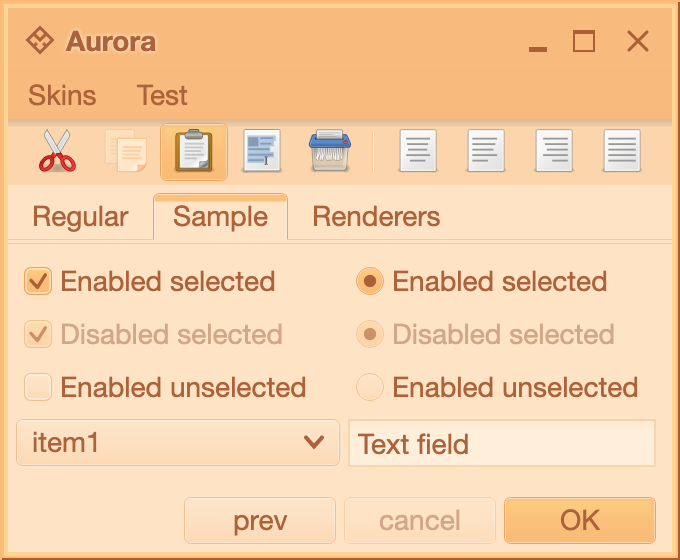 Aurora
Skins Test
Regular Sample Renderers
Enabled selected Enabled selected
Disabled selected Disabled selected
Enabled unselected Enabled unselected
item1 Text field
prev cancel OK